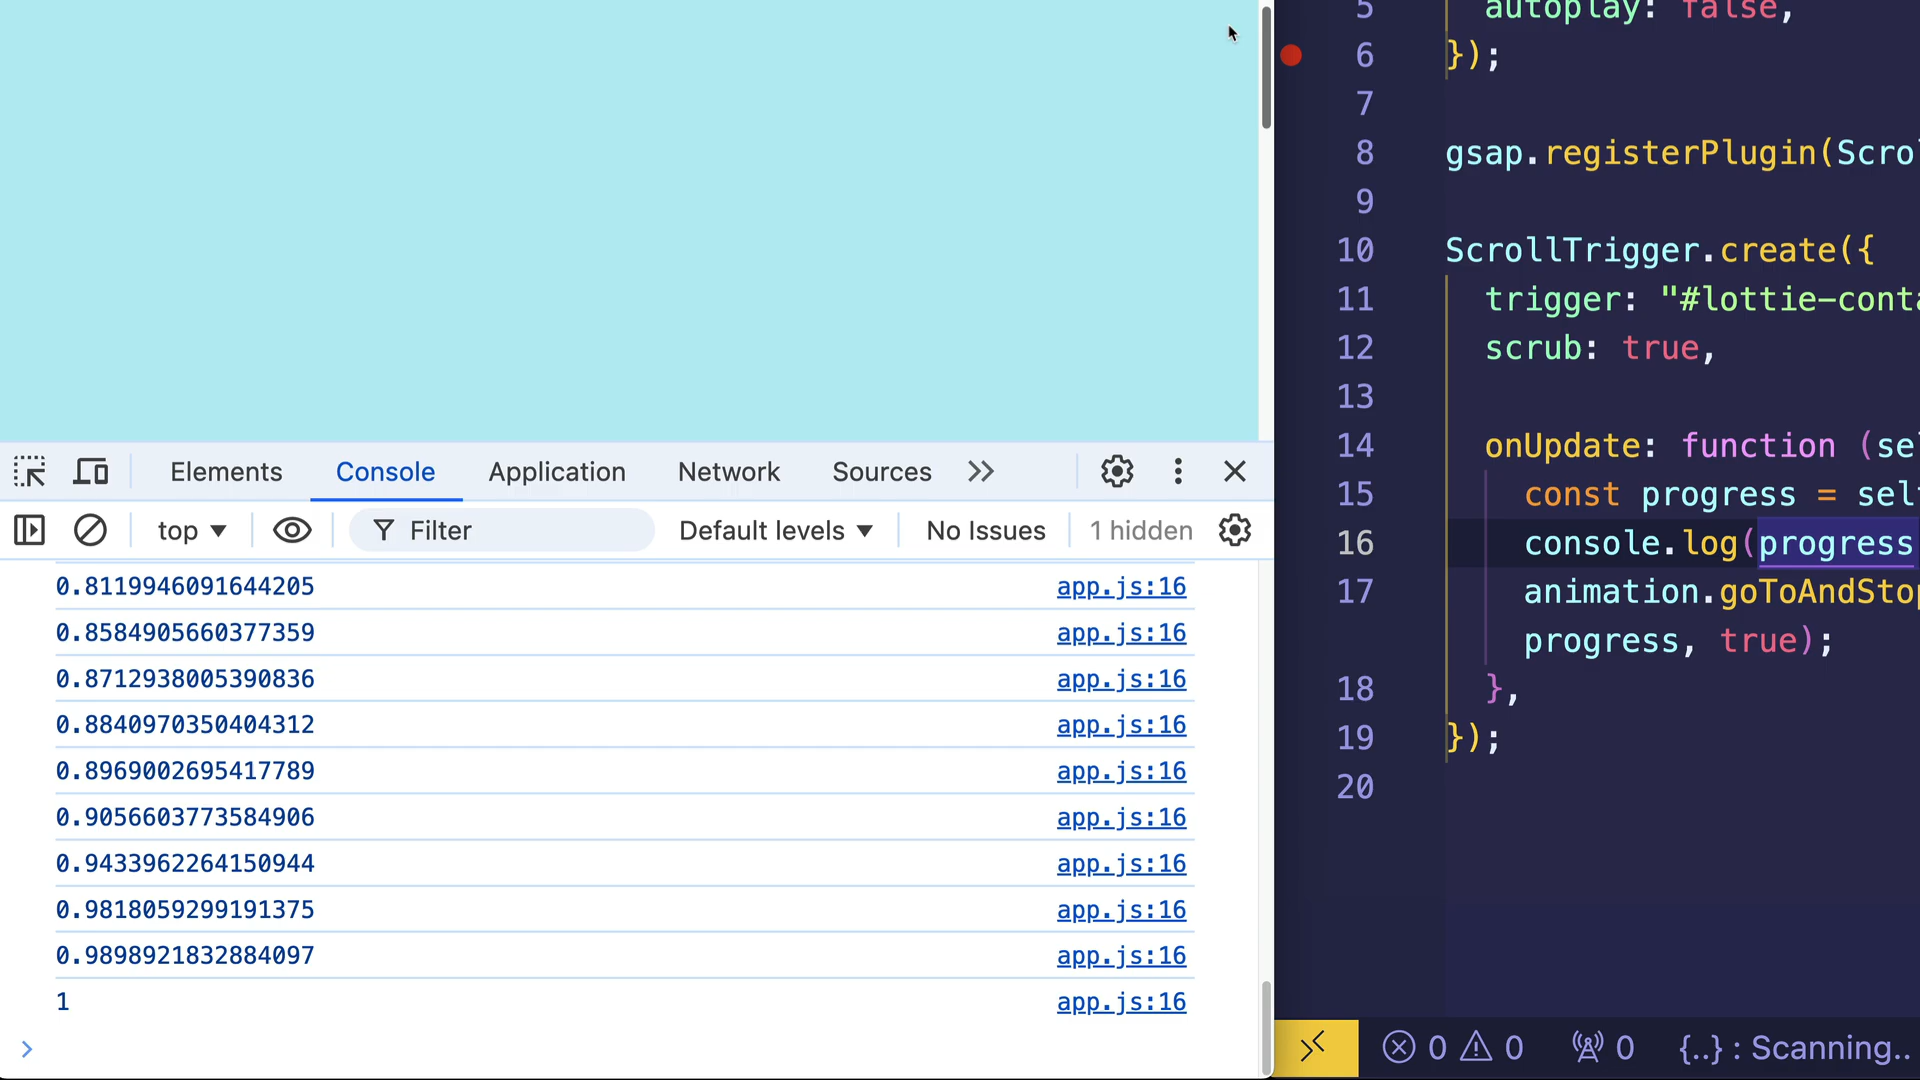 Elements Console Application Network Sources
top Filter Default levels No Issues 1 hidden
0.8119946091644205 app.js:16
0.8584905660377359 app.js:16
0.8712938005390836 app.js:16
0.8840970350404312 app.js:16
0.8969002695417789 app.js:16
0.9056603773584906 app.js:16
0.9433962264150944 app.js:16
0.9818059299191375 app.js:16
0.9898921832884097 app.js:16
1 app.js:16
>
5 autoplay: false,
6 });
7
8 gsap.registerPlugin(Scro
9
10 ScrollTrigger.create({
11 trigger: "#lottie-conta
12 scrub: true,
13
14 onUpdate: function (se
15 const progress = sel
16 console.log(progress
17 animation.goToAndStop
progress, true);
18 },
19 });
20
0 0 0 {..} : Scanning..